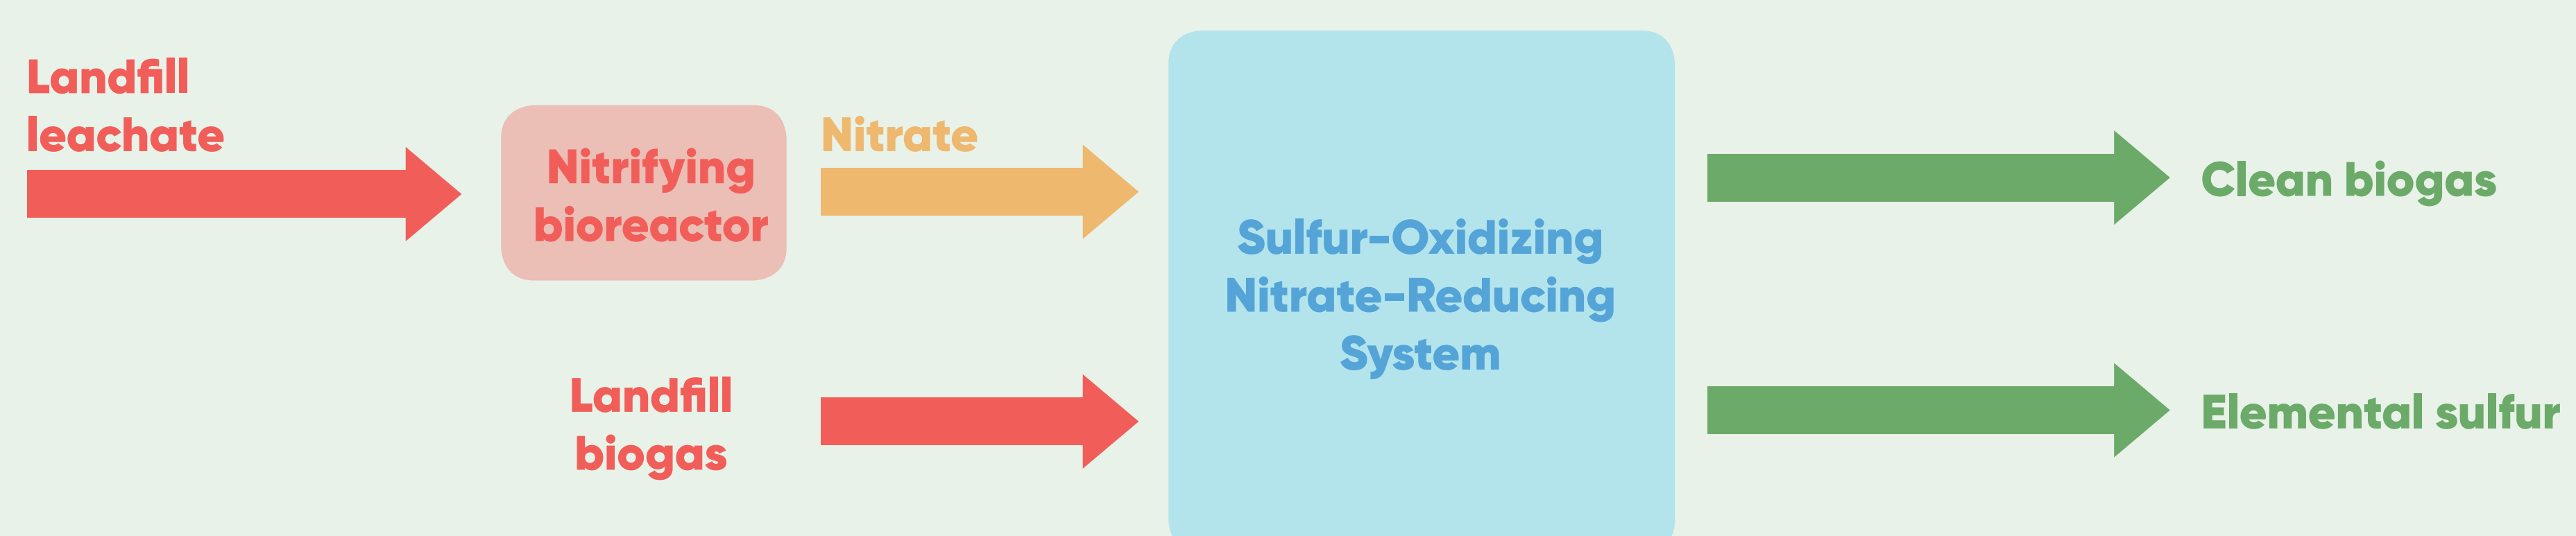 Landfill
leachate
Nitrifying
bioreactor
Nitrate
Landfill
biogas
Sulfur-Oxidizing
Nitrate-Reducing
System
Clean biogas
Elemental sulfur